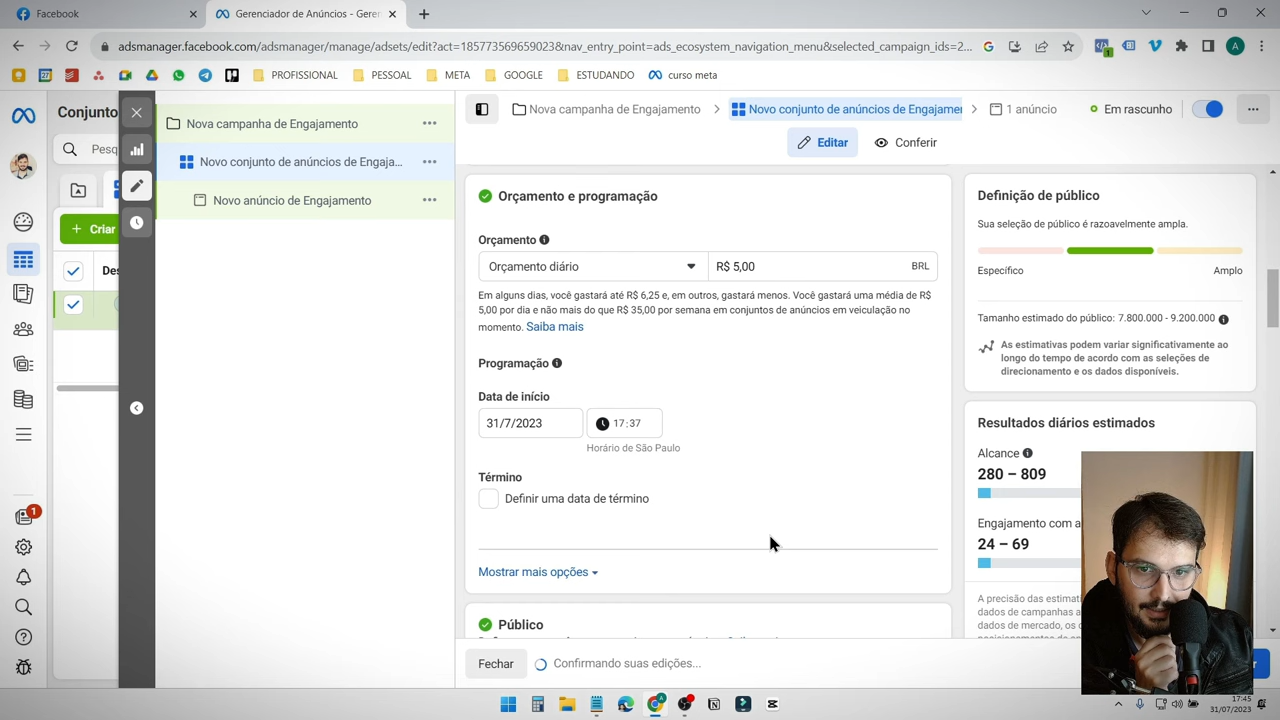 Facebook
Gerenciador de Anúncios - Geren
adsmanager.facebook.com/adsmanager/manage/adsets/edit?act=1857735696590238&nav_entry_point=ads_ecosystem_navigation_menu&selected_campaign_ids=2...
1
A
PROFISSIONAL
PESSOAL
META
GOOGLE
ESTUDANDO
curso meta
Conjunto
Pesq
Criar
Des
1
Nova campanha de Engajamento
Novo conjunto de anúncios de Engaja...
Novo anúncio de Engajamento
Nova campanha de Engajamento
Novo conjunto de anúncios de Engajamen
1 anúncio
Em rascunho
Editar
Conferir
Orçamento e programação
Orçamento
Orçamento diário
R$ 5,00
BRL
Em alguns dias, você gastará até R$ 6,25 e, em outros, gastará menos. Você gastará uma média de R$
5,00 por dia e não mais do que R$ 35,00 por semana em conjuntos de anúncios em veiculação no
momento. Saiba mais
Programação
Data de início
31/7/2023
17:37
Horário de São Paulo
Término
Definir uma data de término
Mostrar mais opções
Público
Fechar
Confirmando suas edições...
Definição de público
Sua seleção de público é razoavelmente ampla.
Específico
Amplo
Tamanho estimado do público: 7.800.000 - 9.200.000
As estimativas podem variar significativamente ao
longo do tempo de acordo com as seleções de
direcionamento e os dados disponíveis.
Resultados diários estimados
Alcance
280 – 809
Engajamento com a
24 – 69
A precisão das estimati
dados de campanhas a
dados de mercado, os
17:45
31/07/2023